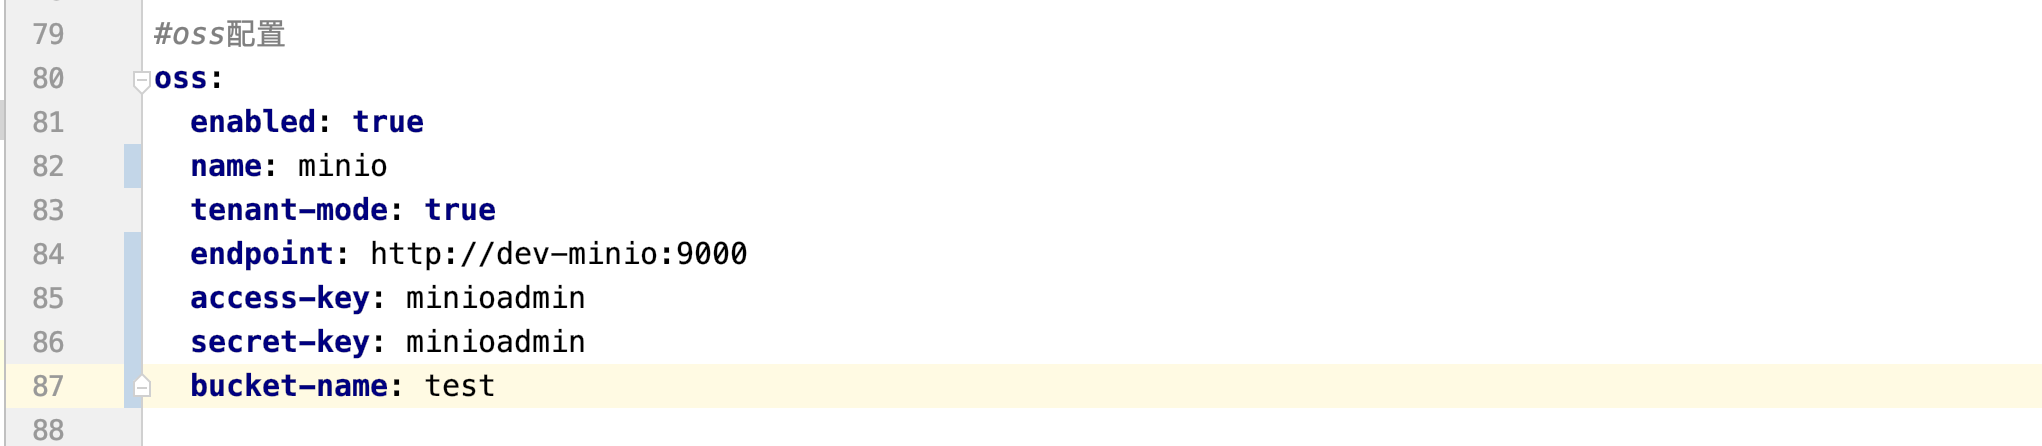 79 #oss配置
80 oss:
81 enabled: true
82 name: minio
83 tenant-mode: true
84 endpoint: http://dev-minio:9000
85 access-key: minioadmin
86 secret-key: minioadmin
87 bucket-name: test
88